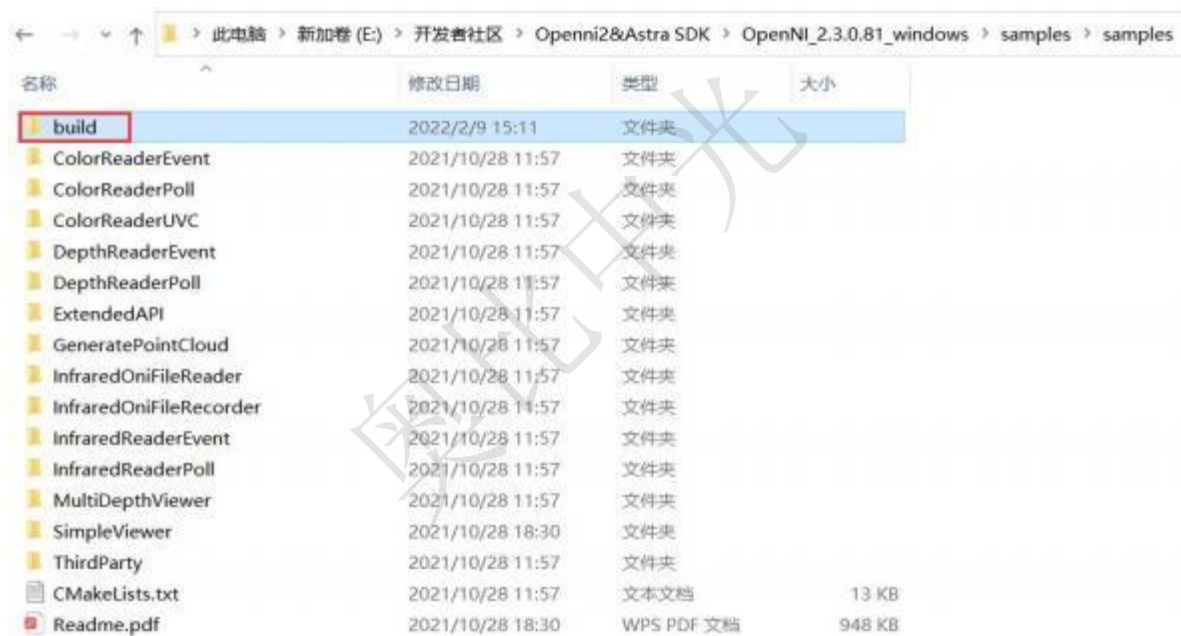 此电脑 > 新加卷 (E:) > 开发者社区 > Openni2&Astra SDK > OpenNI_2.3.0.81_windows > samples > samples
名称 修改日期 类型 大小
build 2022/2/9 15:11 文件夹
ColorReaderEvent 2021/10/28 11:57 文件夹
ColorReaderPoll 2021/10/28 11:57 文件夹
ColorReaderUVC 2021/10/28 11:57 文件夹
DepthReaderEvent 2021/10/28 11:57 文件夹
DepthReaderPoll 2021/10/28 11:57 文件夹
ExtendedAPI 2021/10/28 11:57 文件夹
GeneratePointCloud 2021/10/28 11:57 文件夹
InfraredOniFileReader 2021/10/28 11:57 文件夹
InfraredOniFileRecorder 2021/10/28 11:57 文件夹
InfraredReaderEvent 2021/10/28 11:57 文件夹
InfraredReaderPoll 2021/10/28 11:57 文件夹
MultiDepthViewer 2021/10/28 11:57 文件夹
SimpleViewer 2021/10/28 18:30 文件夹
ThirdParty 2021/10/28 11:57 文件夹
CMakeLists.txt 2021/10/28 11:57 文本文档 13 KB
Readme.pdf 2021/10/28 18:30 WPS PDF 文档 948 KB
奥比中光